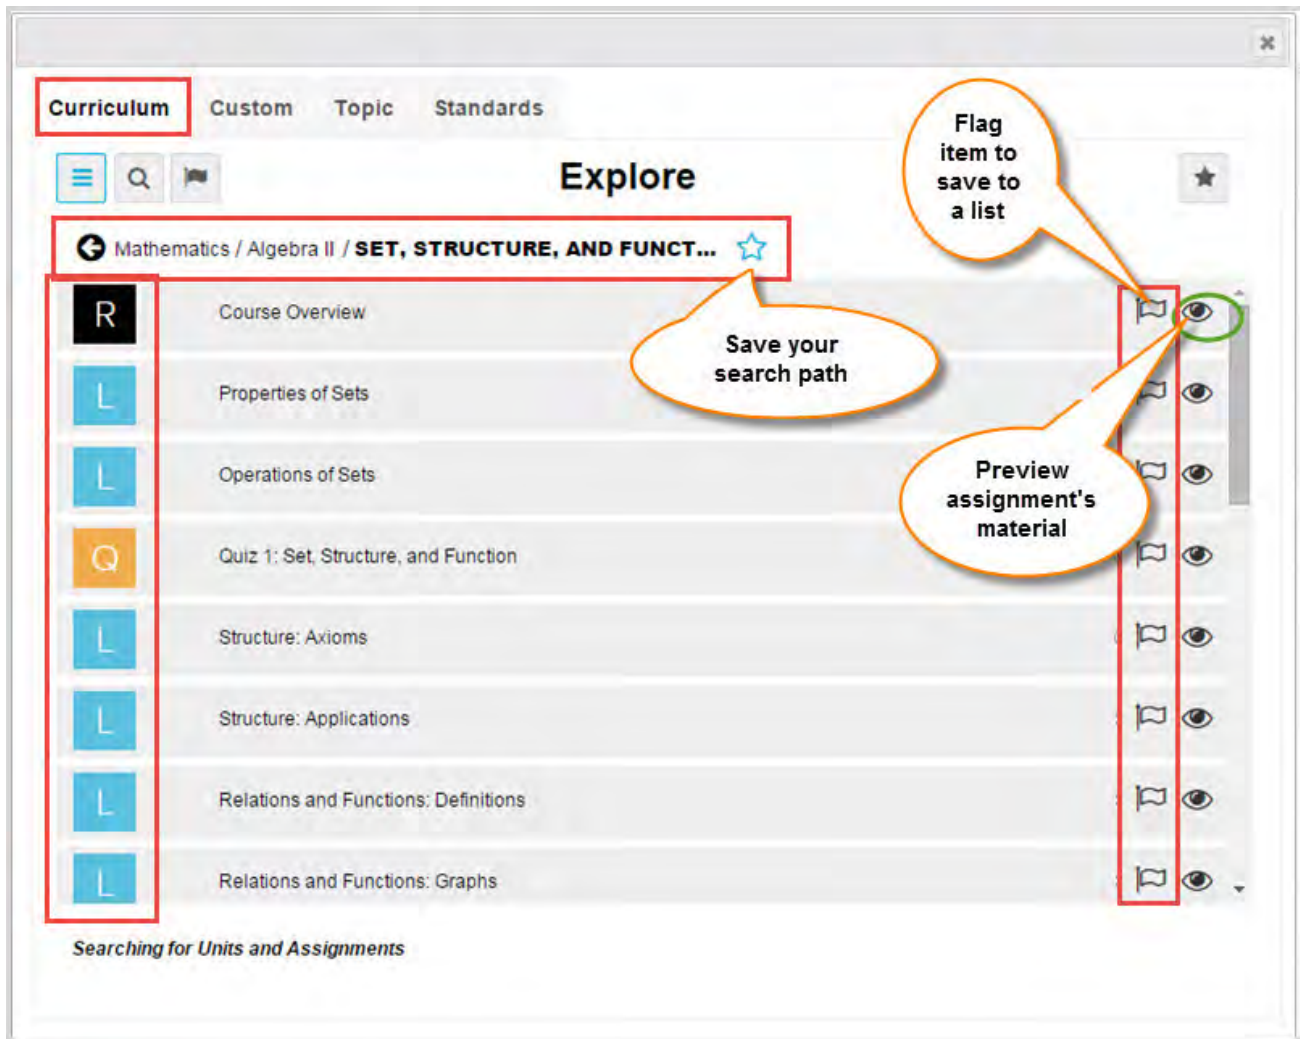 Curriculum Custom Topic Standards
Explore
Mathematics / Algebra II / SET, STRUCTURE, AND FUNCT...
Flag
item to
save to
a list
R Course Overview
Save your
search path
L Properties of Sets
L Operations of Sets
Preview
assignment's
material
Q Quiz 1: Set, Structure, and Function
L Structure: Axioms
L Structure: Applications
L Relations and Functions: Definitions
L Relations and Functions: Graphs
Searching for Units and Assignments